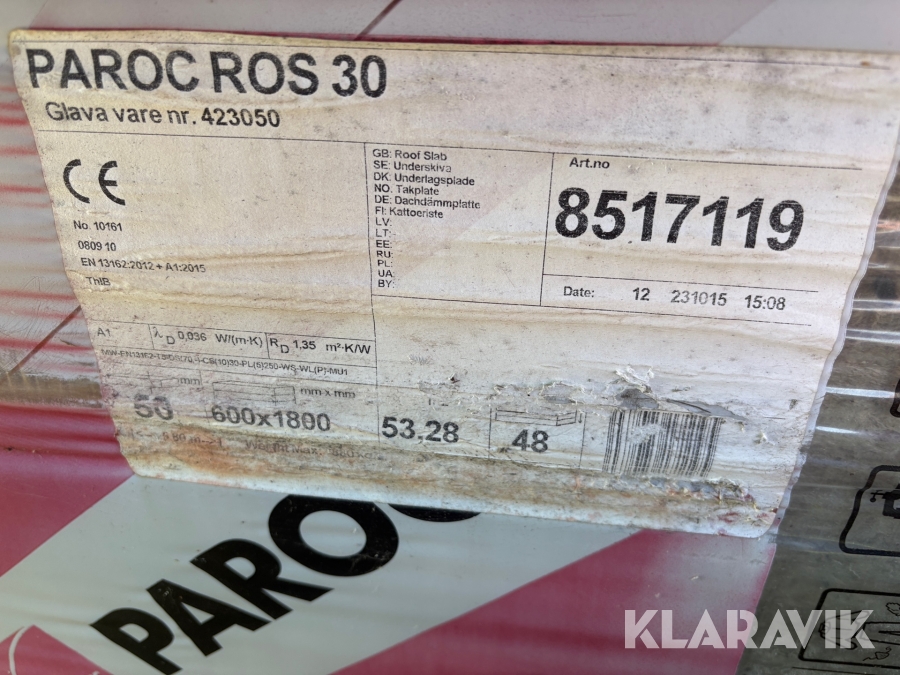 PAROC ROS 30
Glava vare nr. 423050
CE
No. 10161
0809 10
EN 13162:2012 + A1:2015
ThIB
GB: Roof Slab
SE: Underskiva
DK: Underlagsplade
NO. Takplate
DE: Dachdämmplatte
FI: Kattoeriste
LV:
LT:-
EE:
RU:
PL:
UA:
BY:
Art.no
8517119
Date: 12 231015 15:08
A1
λD 0,036 W/(m·K)
RD 1,35 m²·K/W
mm
50
mm x mm
600x1800
53,28
48
PAROC
KLARAVIK